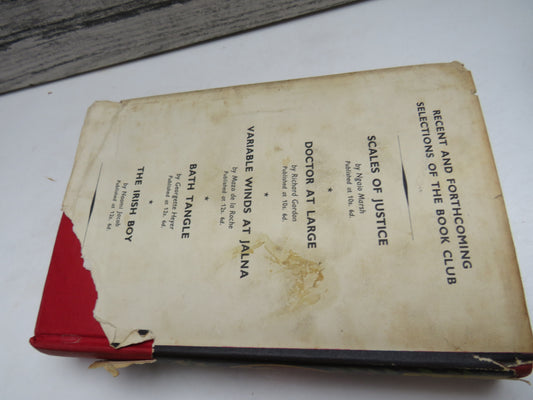 RECENT AND FORTHCOMING
SELECTIONS OF THE BOOK CLUB
SCALES OF JUSTICE
by Ngaio Marsh
Published at 10s. 6d.
★
DOCTOR AT LARGE
by Richard Gordon
Published at 10s. 6d.
★
VARIABLE WINDS AT JALNA
by Mazo de la Roche
Published at 12s. 6d.
★
BATH TANGLE
by Georgette Heyer
Published at 12s. 6d.
★
THE IRISH BOY
by Naomi Jacob
Published at 12s. 6d.